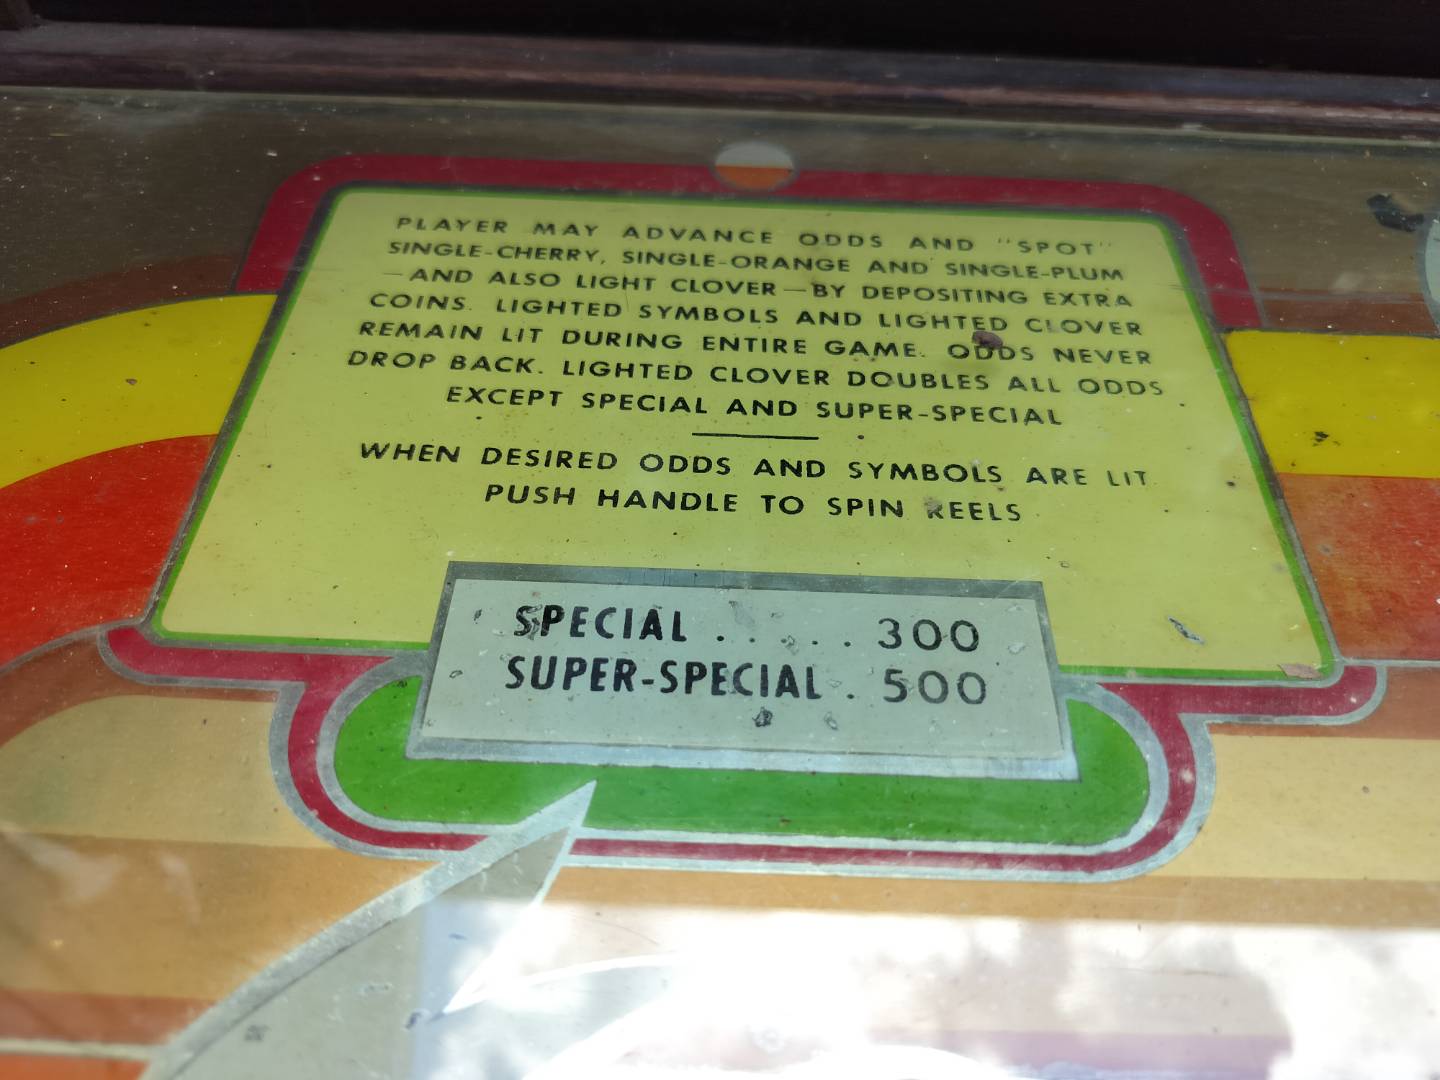 PLAYER MAY ADVANCE ODDS AND "SPOT"
SINGLE-CHERRY, SINGLE-ORANGE AND SINGLE-PLUM
—AND ALSO LIGHT CLOVER—BY DEPOSITING EXTRA
COINS. LIGHTED SYMBOLS AND LIGHTED CLOVER
REMAIN LIT DURING ENTIRE GAME. ODDS NEVER
DROP BACK. LIGHTED CLOVER DOUBLES ALL ODDS
EXCEPT SPECIAL AND SUPER-SPECIAL
WHEN DESIRED ODDS AND SYMBOLS ARE LIT
PUSH HANDLE TO SPIN REELS
SPECIAL . . . . . 300
SUPER-SPECIAL . 500